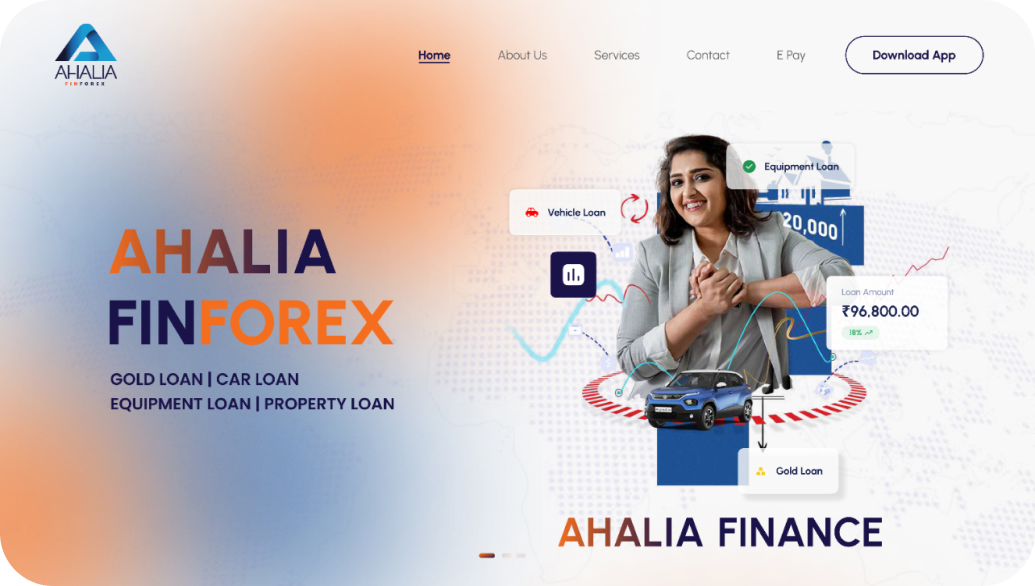 AHALIA
FINFOREX
Home
About Us
Services
Contact
E Pay
Download App
AHALIA
FINFOREX
GOLD LOAN | CAR LOAN
EQUIPMENT LOAN | PROPERTY LOAN
Equipment Loan
Vehicle Loan
20,000
Loan Amount
₹96,800.00
18%
Gold Loan
AHALIA FINANCE